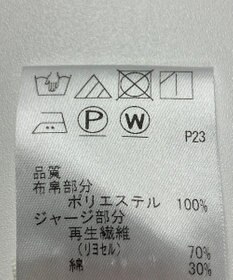 P W P23
品質
布帛部分
ポリエステル 100%
ジャージ部分
再生繊維
(リヨセル) 70%
綿 30%